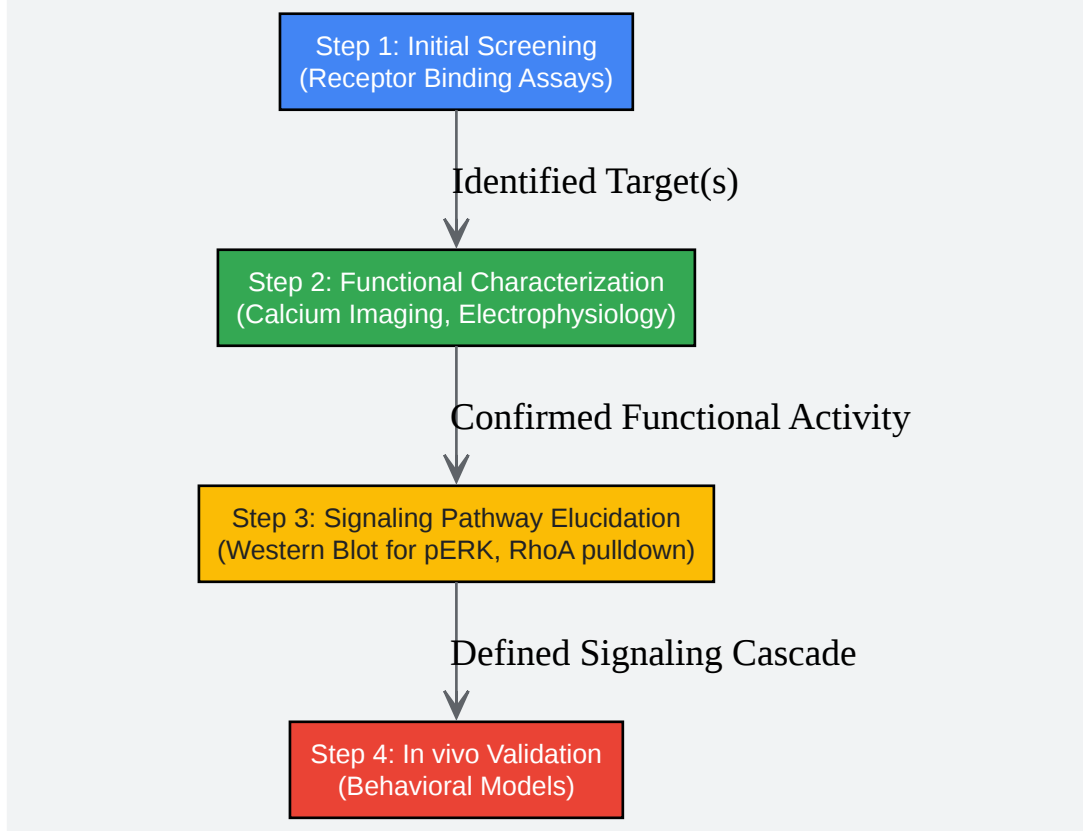 Step 1: Initial Screening
(Receptor Binding Assays)
Identified Target(s)
Step 2: Functional Characterization
(Calcium Imaging, Electrophysiology)
Confirmed Functional Activity
Step 3: Signaling Pathway Elucidation
(Western Blot for pERK, RhoA pulldown)
Defined Signaling Cascade
Step 4: In vivo Validation
(Behavioral Models)